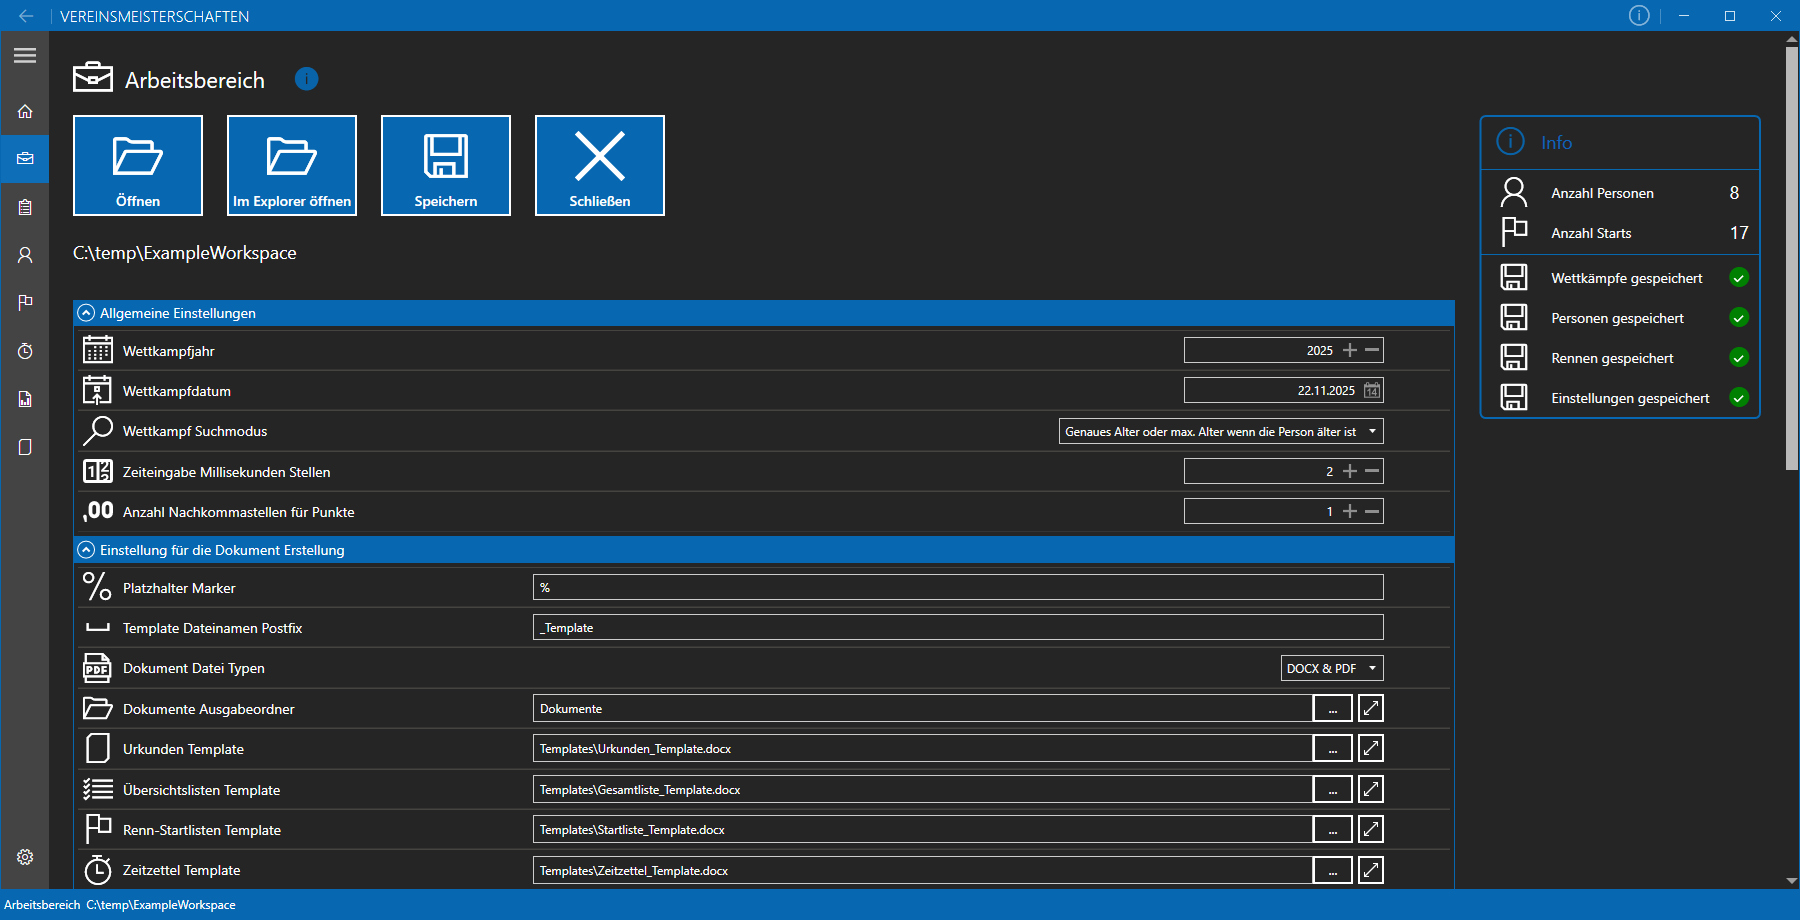 VEREINSMEISTERSCHAFTEN
Arbeitsbereich
Öffnen
Im Explorer öffnen
Speichern
Schließen
C:\temp\ExampleWorkspace
Info
Anzahl Personen 8
Anzahl Starts 17
Wettkämpfe gespeichert
Personen gespeichert
Rennen gespeichert
Einstellungen gespeichert
Allgemeine Einstellungen
Wettkampfjahr 2025
Wettkampfdatum 22.11.2025 14
Wettkampf Suchmodus Genaues Alter oder max. Alter wenn die Person älter ist
Zeiteingabe Millisekunden Stellen 2
,00 Anzahl Nachkommastellen für Punkte 1
Einstellung für die Dokument Erstellung
% Platzhalter Marker %
Template Dateinamen Postfix _Template
PDF Dokument Datei Typen DOCX & PDF
Dokumente Ausgabeordner Dokumente ...
Urkunden Template Templates\Urkunden_Template.docx ...
Übersichtslisten Template Templates\Gesamtliste_Template.docx ...
Renn-Startlisten Template Templates\Startliste_Template.docx ...
Zeitzettel Template Templates\Zeitzettel_Template.docx ...
Arbeitsbereich C:\temp\ExampleWorkspace